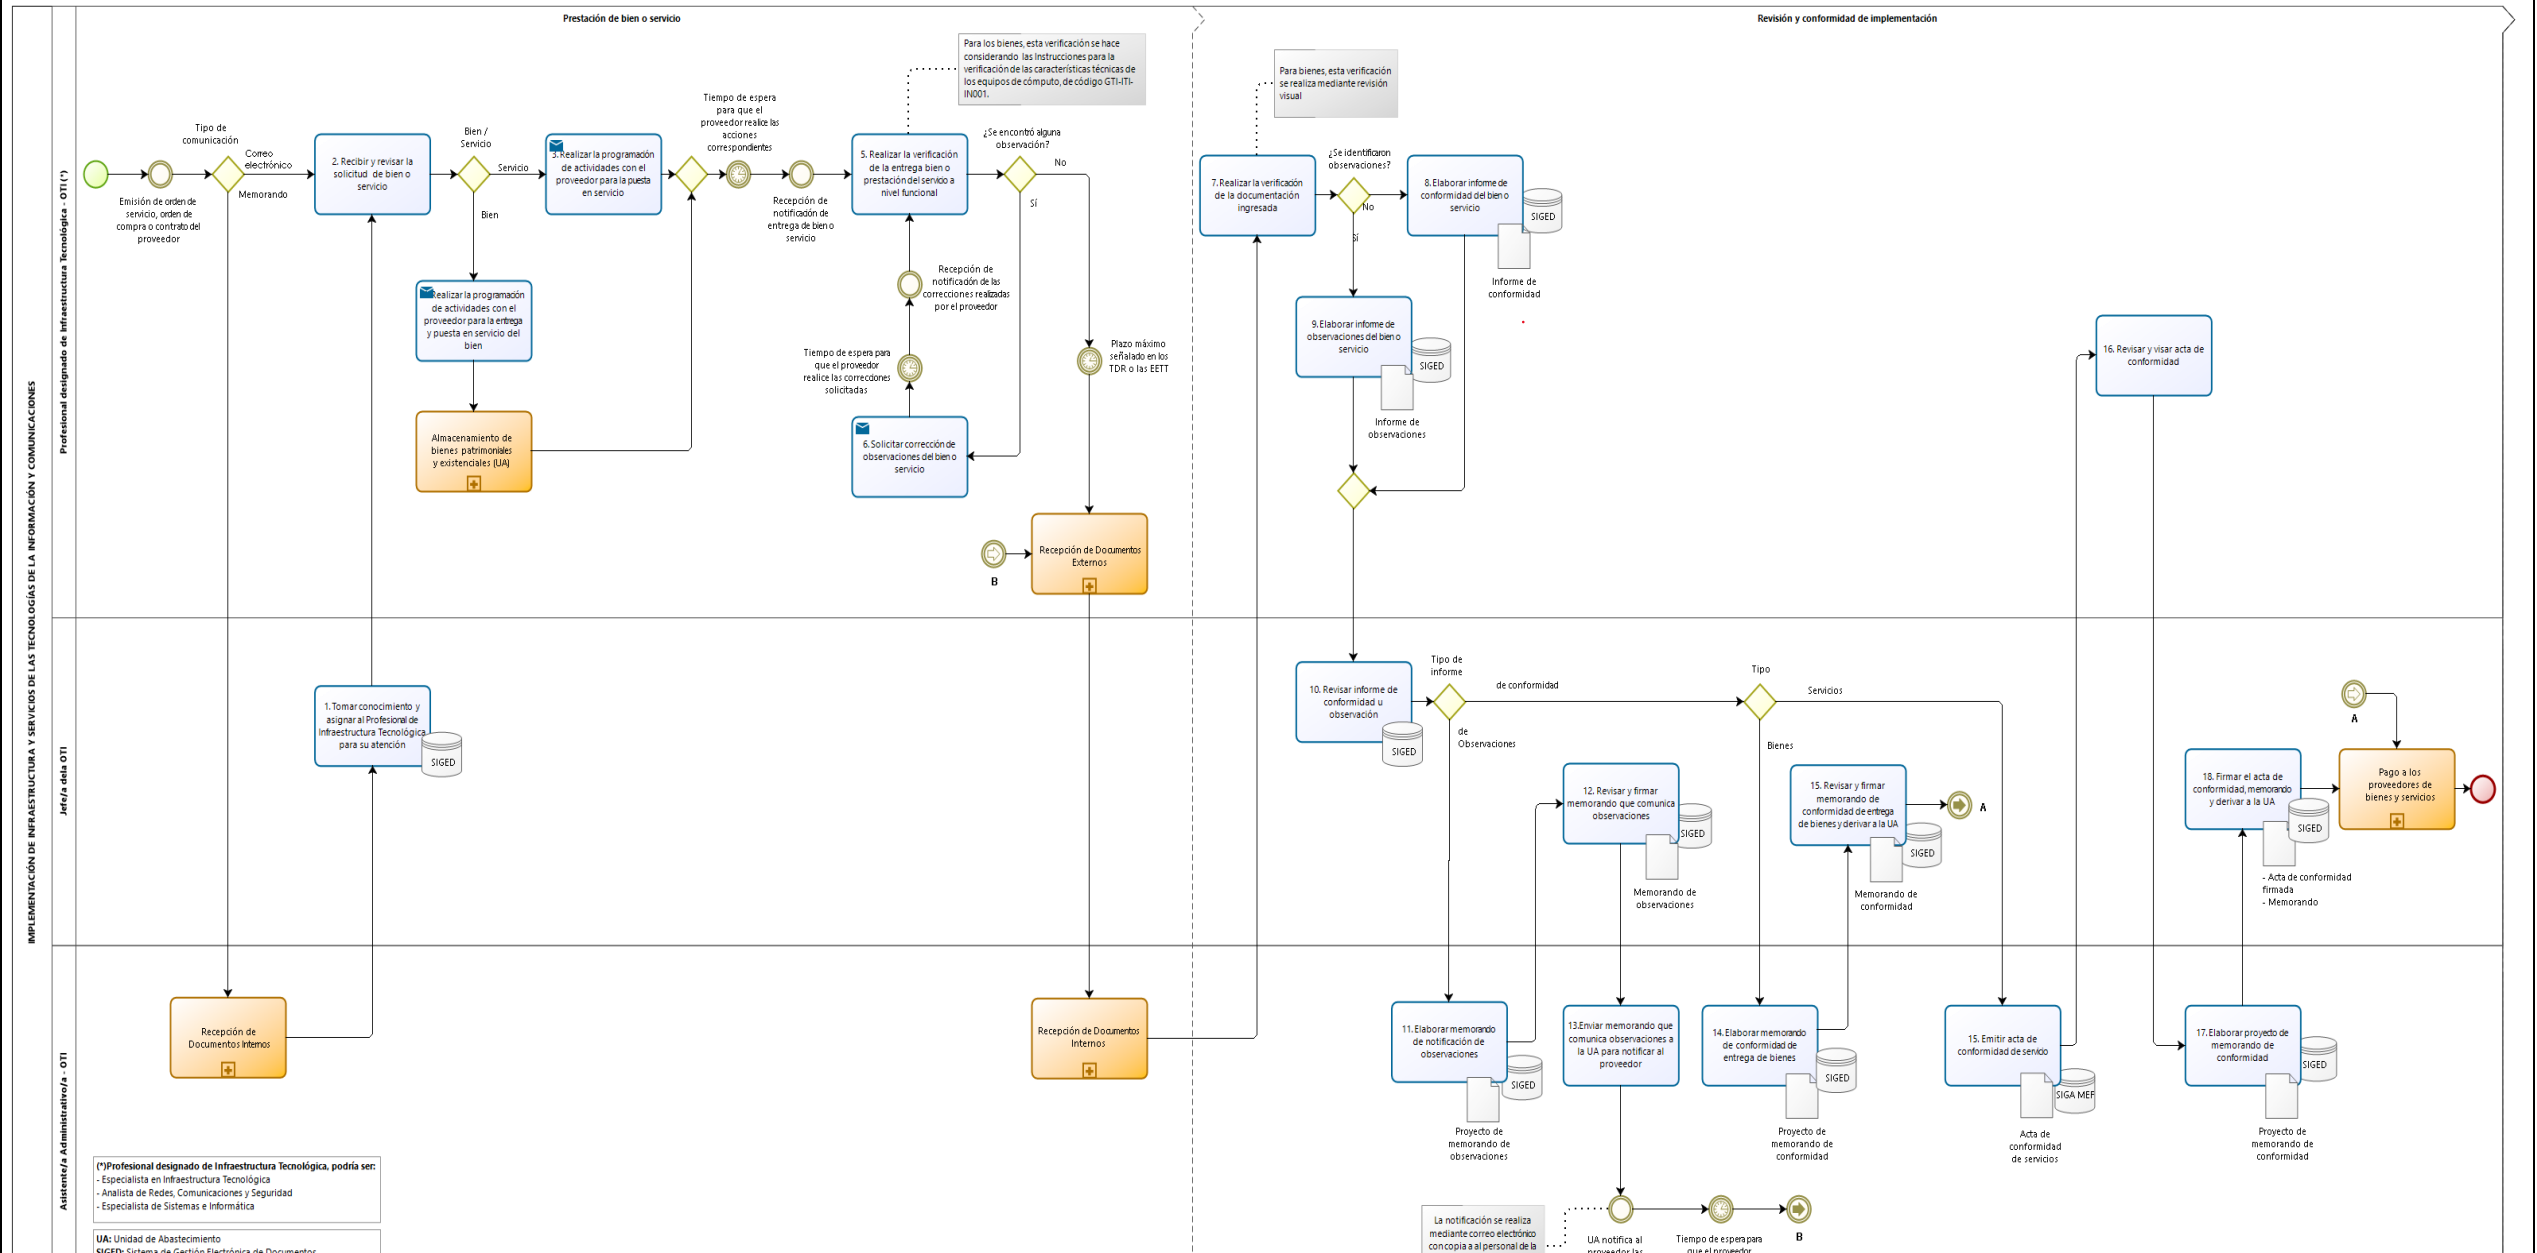 Prestación de bien o servicio
Revisión y conformidad de implementación
IMPLEMENTACIÓN DE INFRAESTRUCTURA Y SERVICIOS DE LAS TECNOLOGÍAS DE LA INFORMACIÓN Y COMUNICACIONES
Profesional designado de Infraestructura Tecnológica - OTI (*)
Emisión de orden de
servicio, orden de
compra o contrato del
proveedor
Tipo de
comunicación
Correo
electrónico
Memorando
2. Recibir y revisar la
solicitud de bien o
servicio
Bien /
Servicio
Servicio
Bien
3. Realizar la programación
de actividades con el
proveedor para la puesta
en servicio
Realizar la programación
de actividades con el
proveedor para la entrega
y puesta en servicio del
bien
Almacenamiento de
bienes patrimoniales
y existenciales (UA)
Tiempo de espera
para que el
proveedor realice las
acciones
correspondientes
Recepción de
notificación de
entrega de bien o
servicio
Para los bienes, esta verificación se hace
considerando las Instrucciones para la
verificación de las características técnicas de
los equipos de cómputo, de código GTI-ITI-
IN001.
5. Realizar la verificación
de la entrega bien o
prestación del servicio a
nivel funcional
¿Se encontró alguna
observación?
No
Sí
Recepción de
notificación de las
correcciones realizadas
por el proveedor
Tiempo de espera para
que el proveedor
realice las correcciones
solicitadas
6. Solicitar corrección de
observaciones del bien o
servicio
Plazo máximo
señalado en los
TDR o las EETT
B
Recepción de Documentos
Externos
Para bienes, esta verificación
se realiza mediante revisión
visual
7. Realizar la verificación
de la documentación
ingresada
¿Se identificaron
observaciones?
No
Sí
8. Elaborar informe de
conformidad del bien o
servicio
SIGED
Informe de
conformidad
9. Elaborar informe de
observaciones del bien o
servicio
SIGED
Informe de
observaciones
16. Revisar y visar acta de
conformidad
Jefe/a dela OTI
1. Tomar conocimiento y
asignar al Profesional de
Infraestructura Tecnológica
para su atención
SIGED
10. Revisar informe de
conformidad u
observación
SIGED
Tipo de
informe
de conformidad
de
Observaciones
Tipo
Servicios
Bienes
12. Revisar y firmar
memorando que comunica
observaciones
SIGED
Memorando de
observaciones
15. Revisar y firmar
memorando de
conformidad de entrega
de bienes y derivar a la UA
SIGED
Memorando de
conformidad
A
A
18. Firmar el acta de
conformidad, memorando
y derivar a la UA
SIGED
- Acta de conformidad
firmada
- Memorando
Pago a los
proveedores de
bienes y servicios
Asistente/a Administrativo/a - OTI
Recepción de
Documentos Internos
Recepción de Documentos
Internos
11. Elaborar memorando
de notificación de
observaciones
SIGED
Proyecto de
memorando de
observaciones
13.Enviar memorando que
comunica observaciones a
la UA para notificar al
proveedor
14. Elaborar memorando
de conformidad de
entrega de bienes
SIGED
Proyecto de
memorando de
conformidad
15. Emitir acta de
conformidad de servicio
SIGA MEF
Acta de
conformidad
de servicios
17. Elaborar proyecto de
memorando de
conformidad
SIGED
Proyecto de
memorando de
conformidad
(*)Profesional designado de Infraestructura Tecnológica, podría ser:
- Especialista en Infraestructura Tecnológica
- Analista de Redes, Comunicaciones y Seguridad
- Especialista de Sistemas e Informática
UA: Unidad de Abastecimiento
SIGED: Sistema de Gestión Electrónica de Documentos
La notificación se realiza
mediante correo electrónico
con copia a al personal de la
UA notifica al
proveedor las
Tiempo de espera para
que el proveedor
B